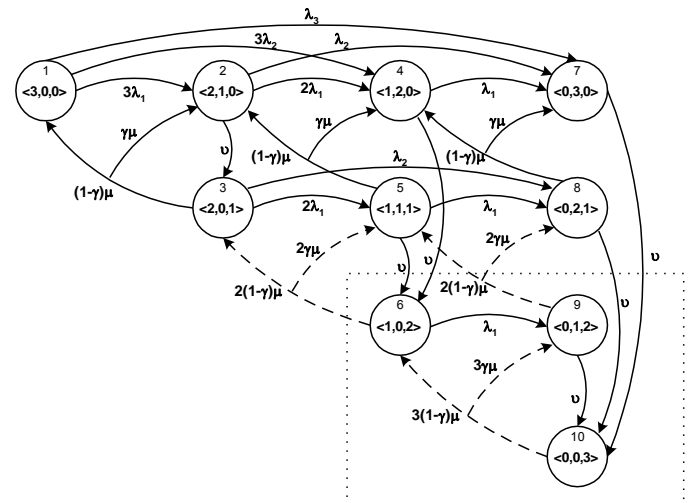 λ3
3λ2
λ2
1
<3,0,0>
3λ1
2
<2,1,0>
2λ1
4
<1,2,0>
λ1
7
<0,3,0>
γμ
γμ
γμ
υ
(1-γ)μ
(1-γ)μ
(1-γ)μ
λ2
3
<2,0,1>
2λ1
5
<1,1,1>
λ1
8
<0,2,1>
2γμ
2γμ
υ
υ
υ
2(1-γ)μ
2(1-γ)μ
υ
6
<1,0,2>
λ1
9
<0,1,2>
3γμ
υ
3(1-γ)μ
10
<0,0,3>